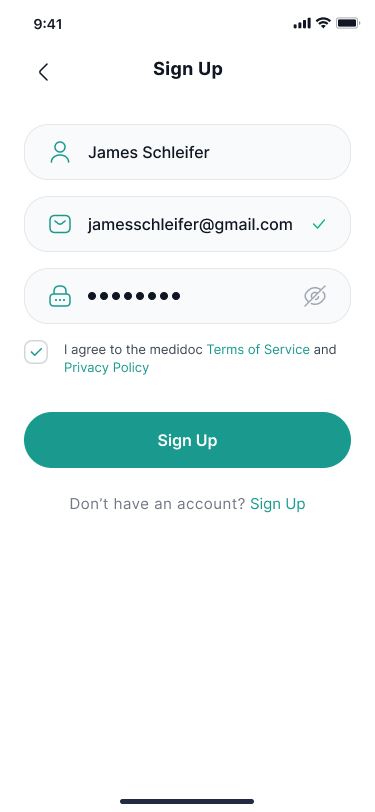 9:41
Sign Up
James Schleifer
jamesschleifer@gmail.com
I agree to the medidoc Terms of Service and
Privacy Policy
Sign Up
Don’t have an account? Sign Up